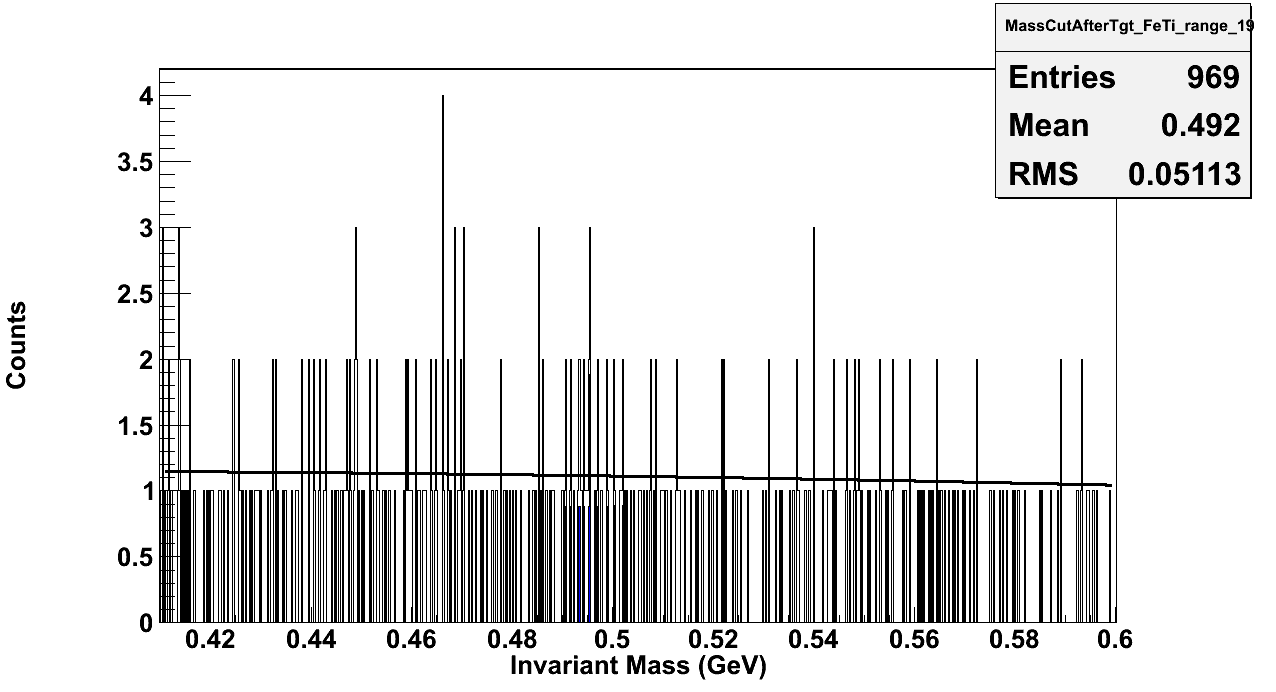 MassCutAfterTgt_FeTi_range_19
Entries 969
Mean 0.492
RMS 0.05113
4
3.5
3
2.5
2
1.5
1
0.5
0
Counts
0.42 0.44 0.46 0.48 0.5 0.52 0.54 0.56 0.58 0.6
Invariant Mass (GeV)